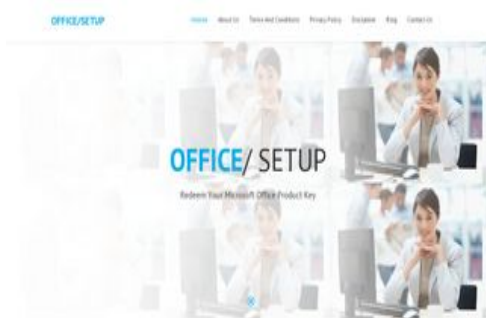 OFFICE/SETUP
Home About Us Terms And Conditions Privacy Policy Disclaimer Blog Contact Us
OFFICE/ SETUP
Redeem Your Microsoft Office Product Key